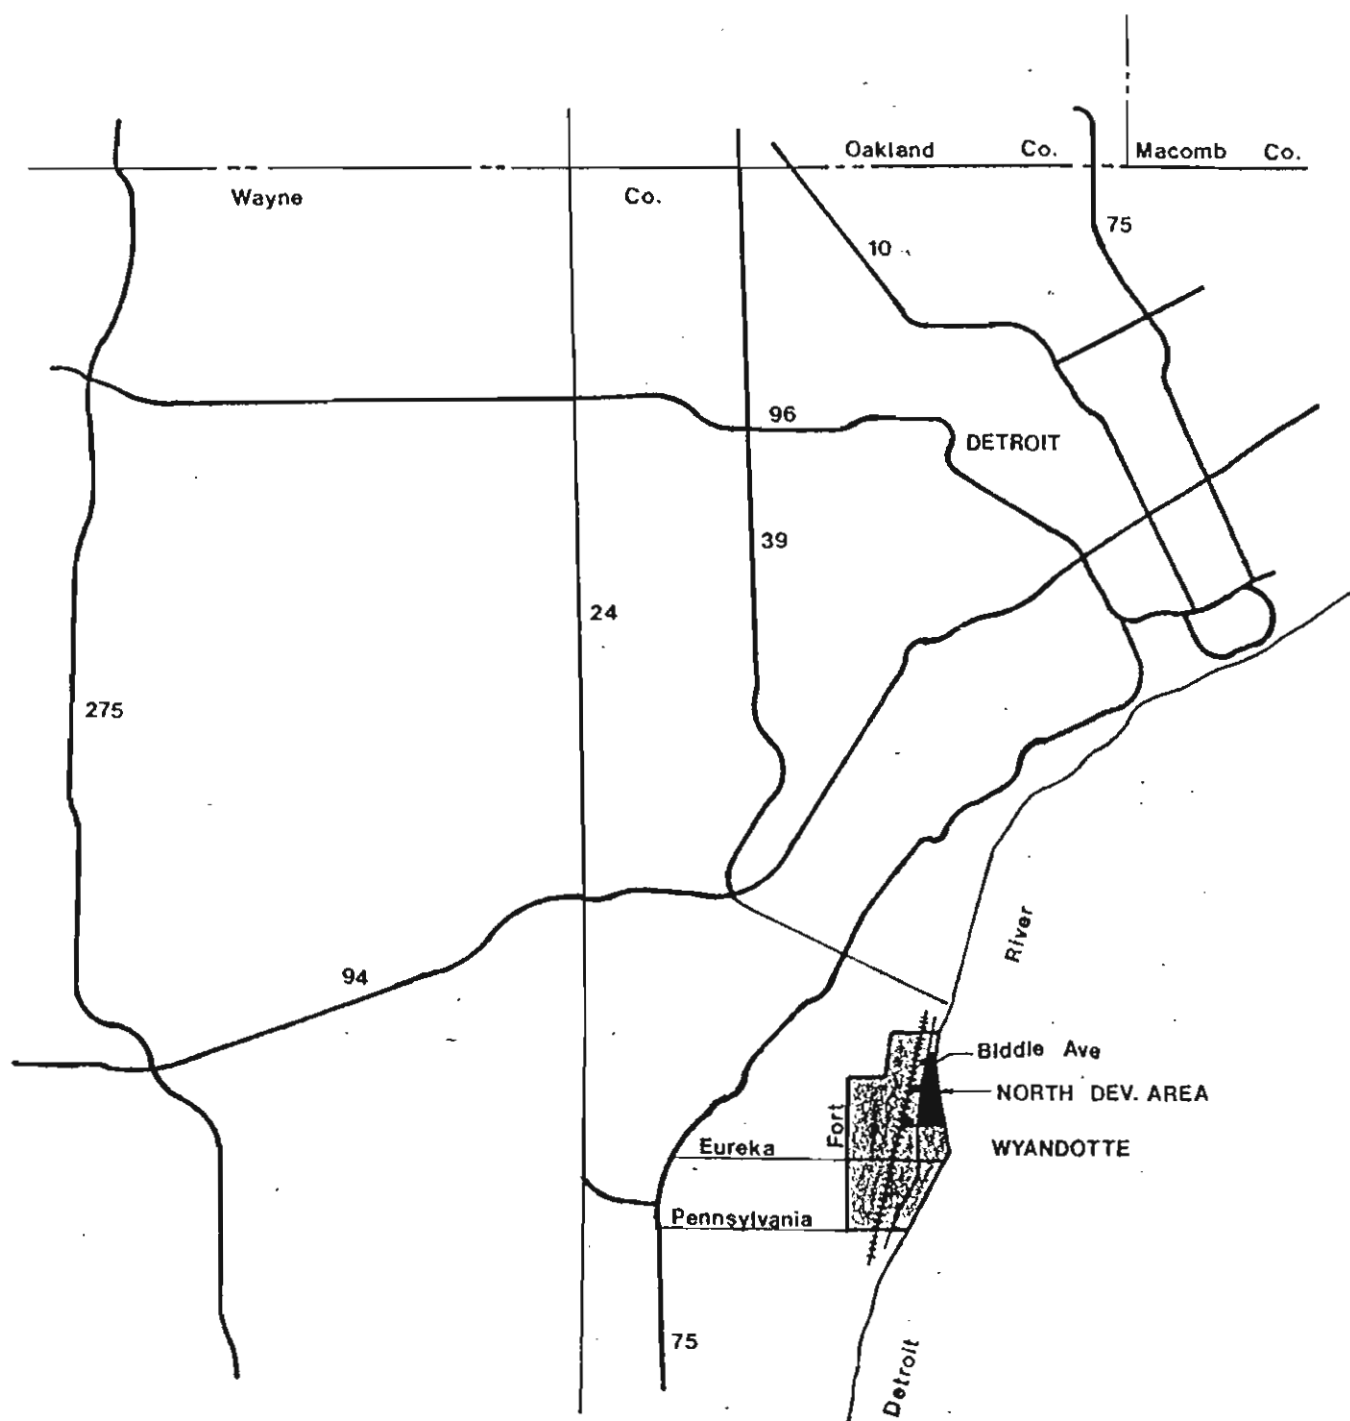 Oakland Co. Macomb Co.
Wayne Co.
75
10
96
DETROIT
39
24
275
River
94
Biddle Ave
NORTH DEV. AREA
Fort
Eureka
WYANDOTTE
Pennsylvania
75
Detroit